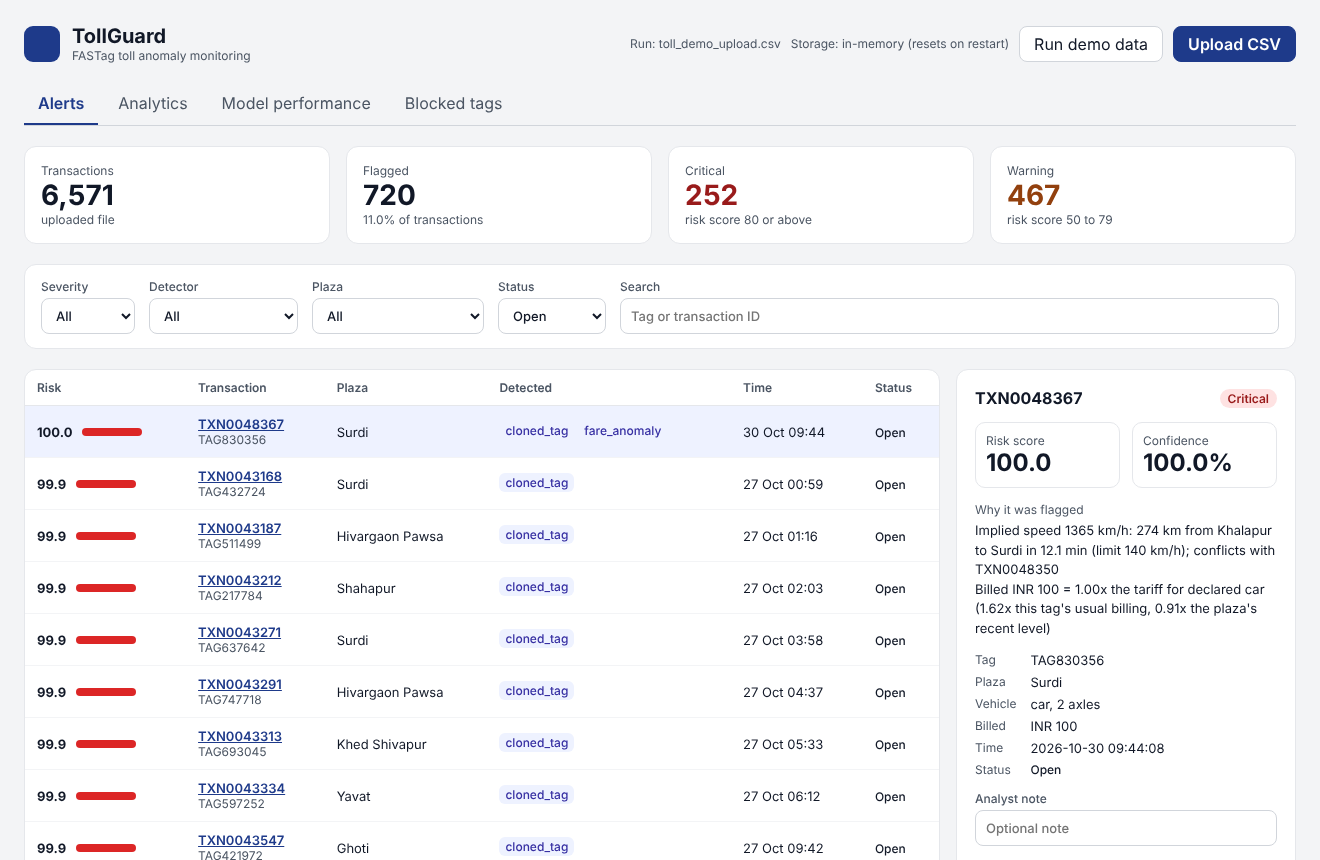 TollGuard
FASTag toll anomaly monitoring
Run: toll_demo_upload.csv Storage: in-memory (resets on restart) Run demo data Upload CSV
Alerts Analytics Model performance Blocked tags
Transactions Flagged Critical Warning
6,571 720 252 467
uploaded file 11.0% of transactions risk score 80 or above risk score 50 to 79
Severity Detector Plaza Status Search
All All All Open Tag or transaction ID
Risk Transaction Plaza Detected Time Status
100.0 TXN0048367 Surdi cloned_tag fare_anomaly 30 Oct 09:44 Open
TAG830356
99.9 TXN0043168 Surdi cloned_tag 27 Oct 00:59 Open
TAG432724
99.9 TXN0043187 Hivargaon Pawsa cloned_tag 27 Oct 01:16 Open
TAG511499
99.9 TXN0043212 Shahapur cloned_tag 27 Oct 02:03 Open
TAG217784
99.9 TXN0043271 Surdi cloned_tag 27 Oct 03:58 Open
TAG637642
99.9 TXN0043291 Hivargaon Pawsa cloned_tag 27 Oct 04:37 Open
TAG747718
99.9 TXN0043313 Khed Shivapur cloned_tag 27 Oct 05:33 Open
TAG693045
99.9 TXN0043334 Yavat cloned_tag 27 Oct 06:12 Open
TAG597252
99.9 TXN0043547 Ghoti cloned_tag 27 Oct 09:42 Open
TAG421972
TXN0048367 Critical
Risk score Confidence
100.0 100.0%
Why it was flagged
Implied speed 1365 km/h: 274 km from Khalapur
to Surdi in 12.1 min (limit 140 km/h); conflicts with
TXN0048350
Billed INR 100 = 1.00x the tariff for declared car
(1.62x this tag's usual billing, 0.91x the plaza's
recent level)
Tag TAG830356
Plaza Surdi
Vehicle car, 2 axles
Billed INR 100
Time 2026-10-30 09:44:08
Status Open
Analyst note
Optional note